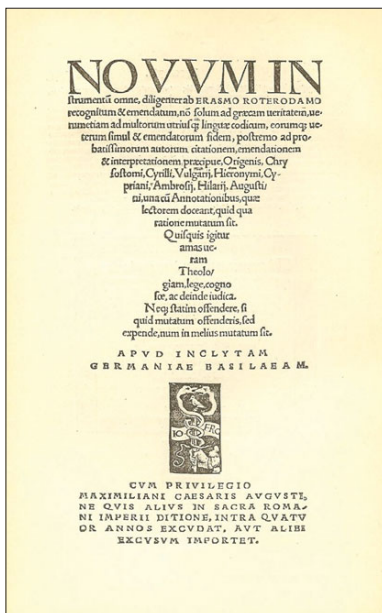 NOVVM IN
strumentū omne, diligenter ab ERASMO ROTERODAMO
recognitum & emendatum, nō solum ad græcam ueritatem, ue-
rumetiam ad multorum utriusq; linguæ codicum, eorumq; ue-
terum simul & emendatorum fidem, postremo ad pro-
batissimorum autorum citationem, emendationem
& interpretationem, præcipue, Origenis, Chry
sostomi, Cyrilli, Vulgarij, Hieronymi, Cy-
priani, Ambrosij, Hilarij, Augusti/
ni, una cū Annotationibus, quæ
lectorem doceant, quid qua
ratione mutatum sit.
Quisquis igitur
amas ue-
ram
Theolo/
giam, lege, cogno
sce, ac deinde iudica.
Neq; statim offendere, si
quid mutatum offenderis, sed
expende, num in melius mutatum sit.
APVD INCLYTAM
GERMANIAE BASILAEAM.
IO FRO
CVM PRIVILEGIO
MAXIMILIANI CAESARIS AVGVSTI,
NE QVIS ALIVS IN SACRA ROMA-
NI IMPERII DITIONE, INTRA QVATV
OR ANNOS EXCVDAT, AVT ALIBI
EXCVSVM IMPORTET.